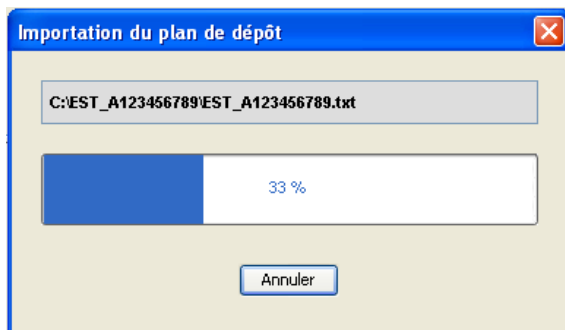 Importation du plan de dépôt
C:\EST_A123456789\EST_A123456789.txt
33 %
Annuler